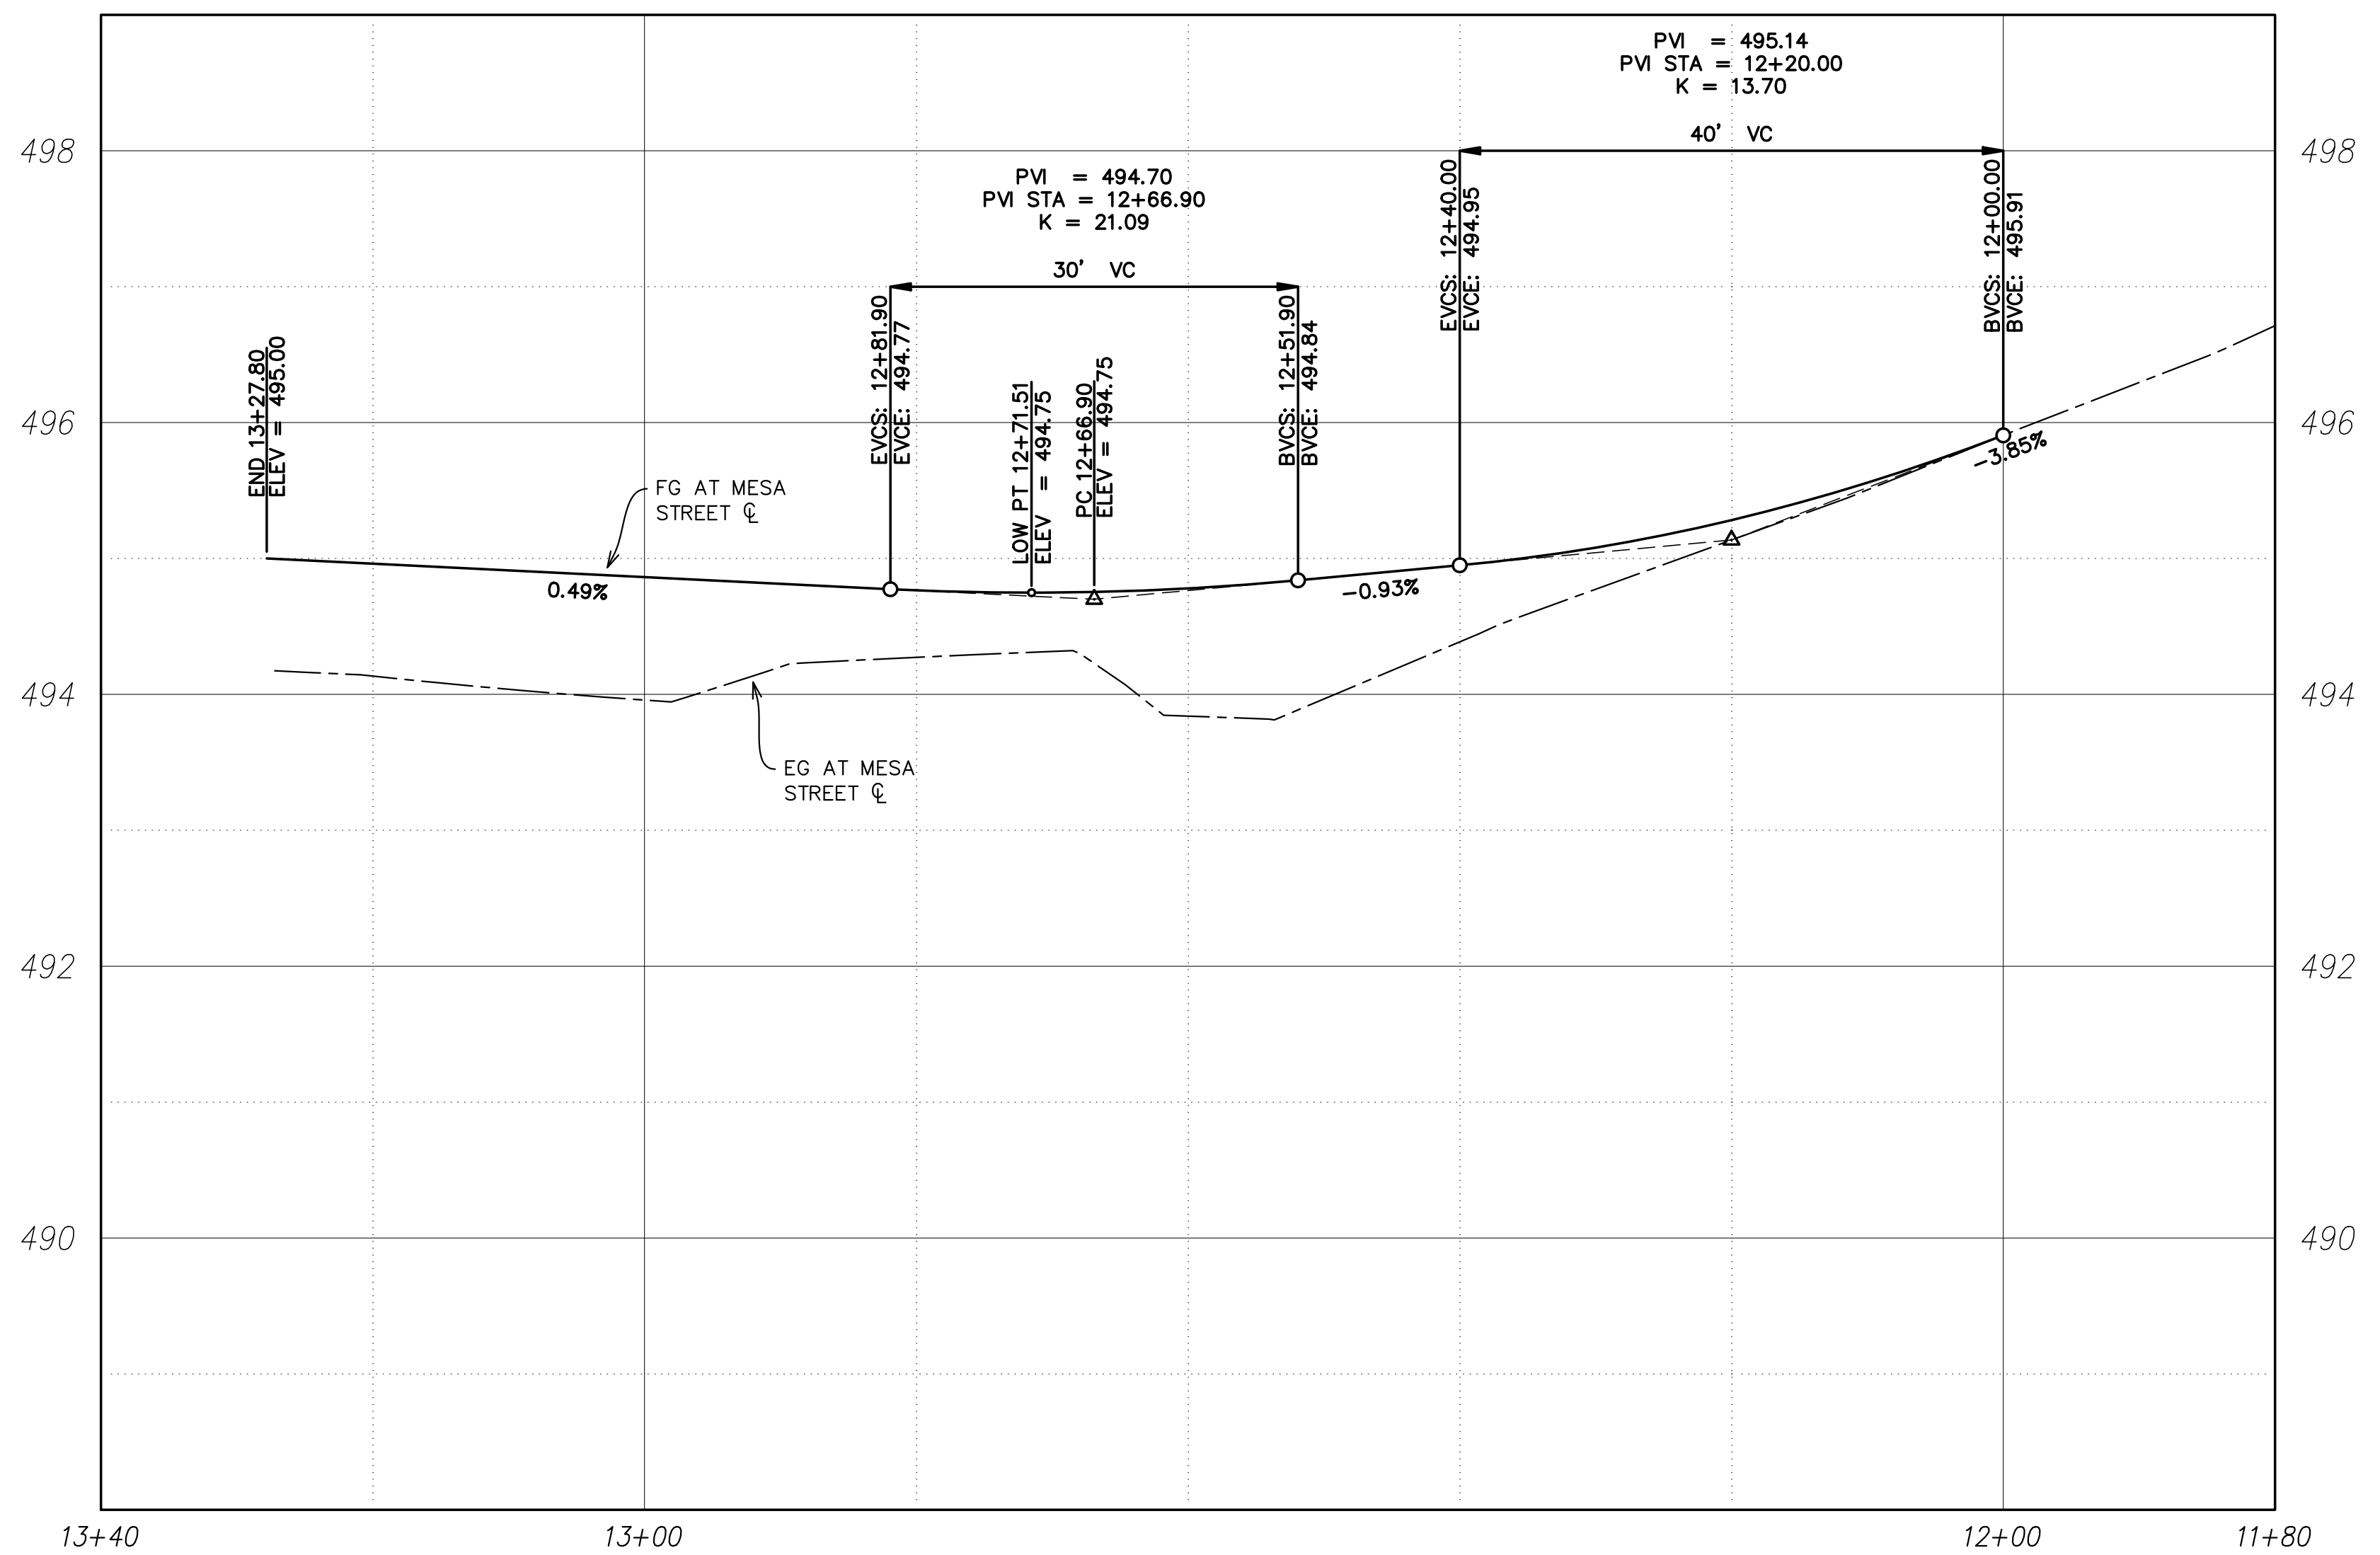 PVI = 495.14
PVI STA = 12+20.00
K = 13.70
40' VC
498
498
PVI = 494.70
PVI STA = 12+66.90
K = 21.09
30' VC
END 13+27.80
ELEV = 495.00
EVCS: 12+81.90
EVCE: 494.77
LOW PT 12+71.51
ELEV = 494.75
PC 12+66.90
ELEV = 494.75
BVCS: 12+51.90
BVCE: 494.84
EVCS: 12+40.00
EVCE: 494.95
BVCS: 12+00.00
BVCE: 495.91
496
496
-3.85%
FG AT MESA
STREET ℄
0.49%
-0.93%
494
494
EG AT MESA
STREET ℄
492
492
490
490
13+40
13+00
12+00
11+80